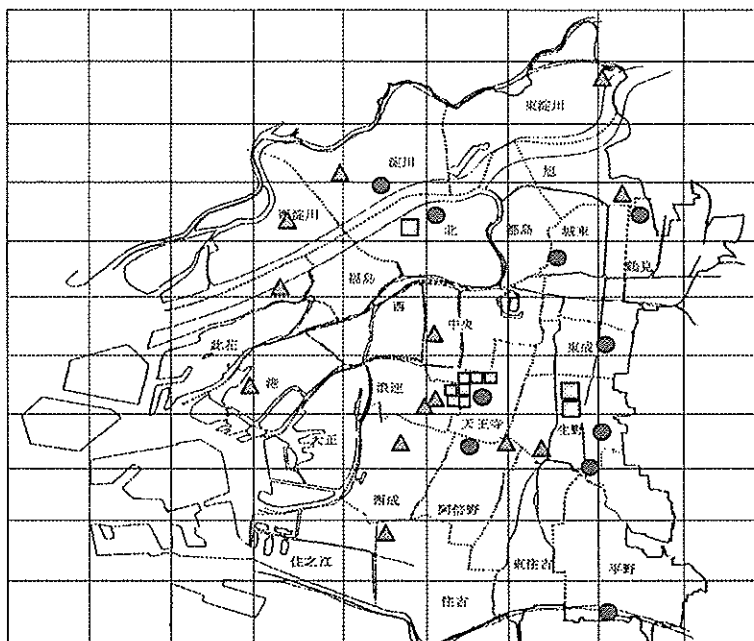 東淀川
淀川
旭
西淀川
北
都島
城東
鶴見
福島
西
中央
東成
此花
港
浪速
大正
天王寺
生野
西成
阿倍野
住之江
東住吉
平野
住吉